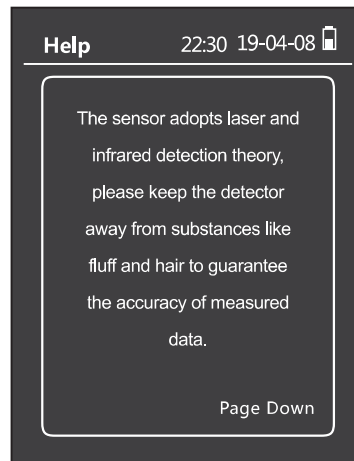 Help 22:30 19-04-08
The sensor adopts laser and
infrared detection theory,
please keep the detector
away from substances like
fluff and hair to guarantee
the accuracy of measured
data.
Page Down